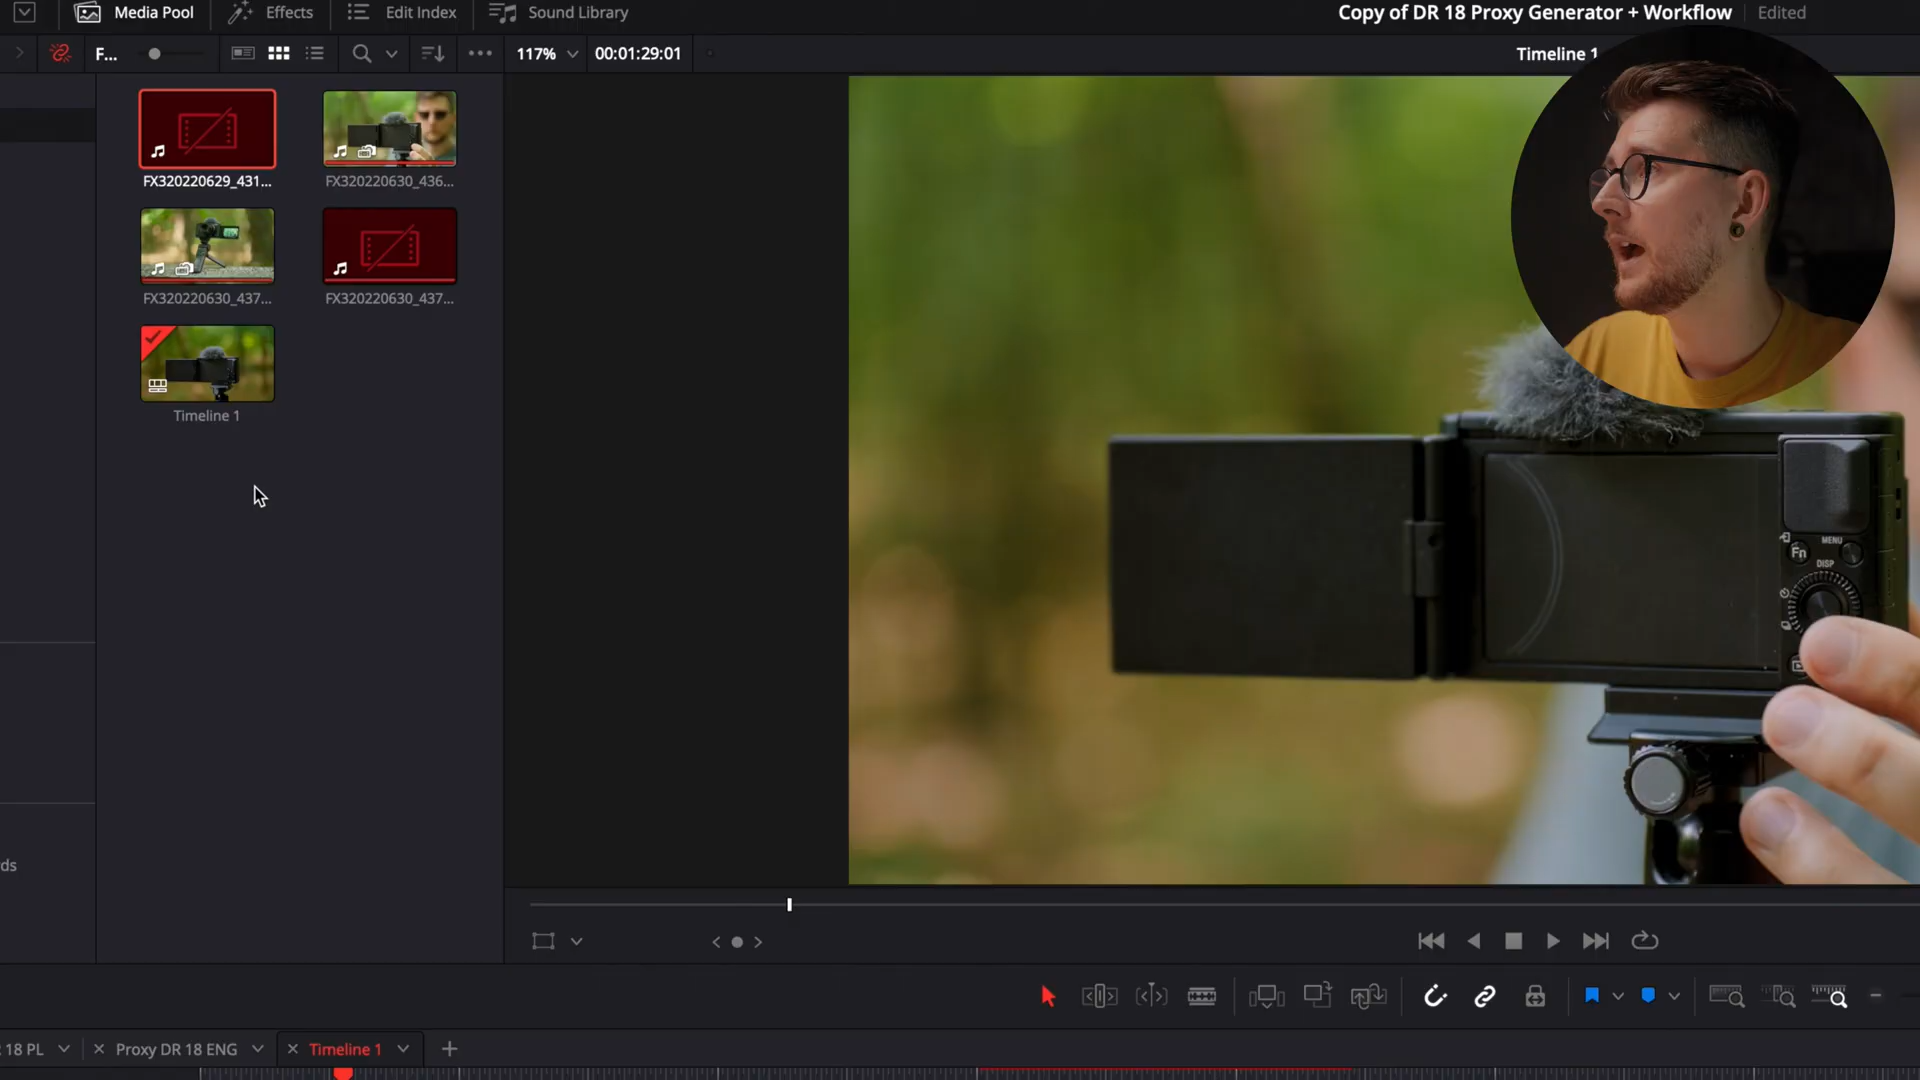 Media Pool
Effects
Edit Index
Sound Library
Copy of DR 18 Proxy Generator + Workflow
Edited
F...
117%
00:01:29:01
Timeline 1
FX320220629_431...
FX320220630_436...
FX320220630_437...
FX320220630_437...
Timeline 1
MENU
Fn
DISP
ds
18 PL
Proxy DR 18 ENG
Timeline 1